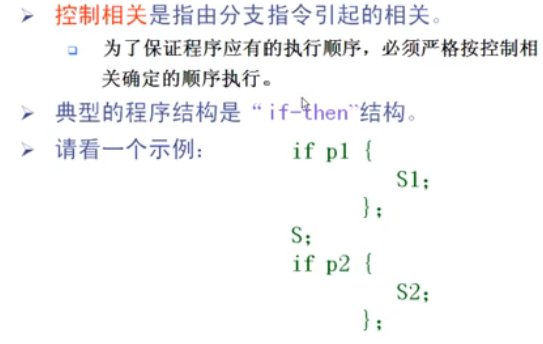 控制相关是指由分支指令引起的相关。
为了保证程序应有的执行顺序，必须严格按控制相
关确定的顺序执行。
典型的程序结构是“if-then”结构。
请看一个示例： if p1 {
S1;
};
S;
if p2 {
S2;
};